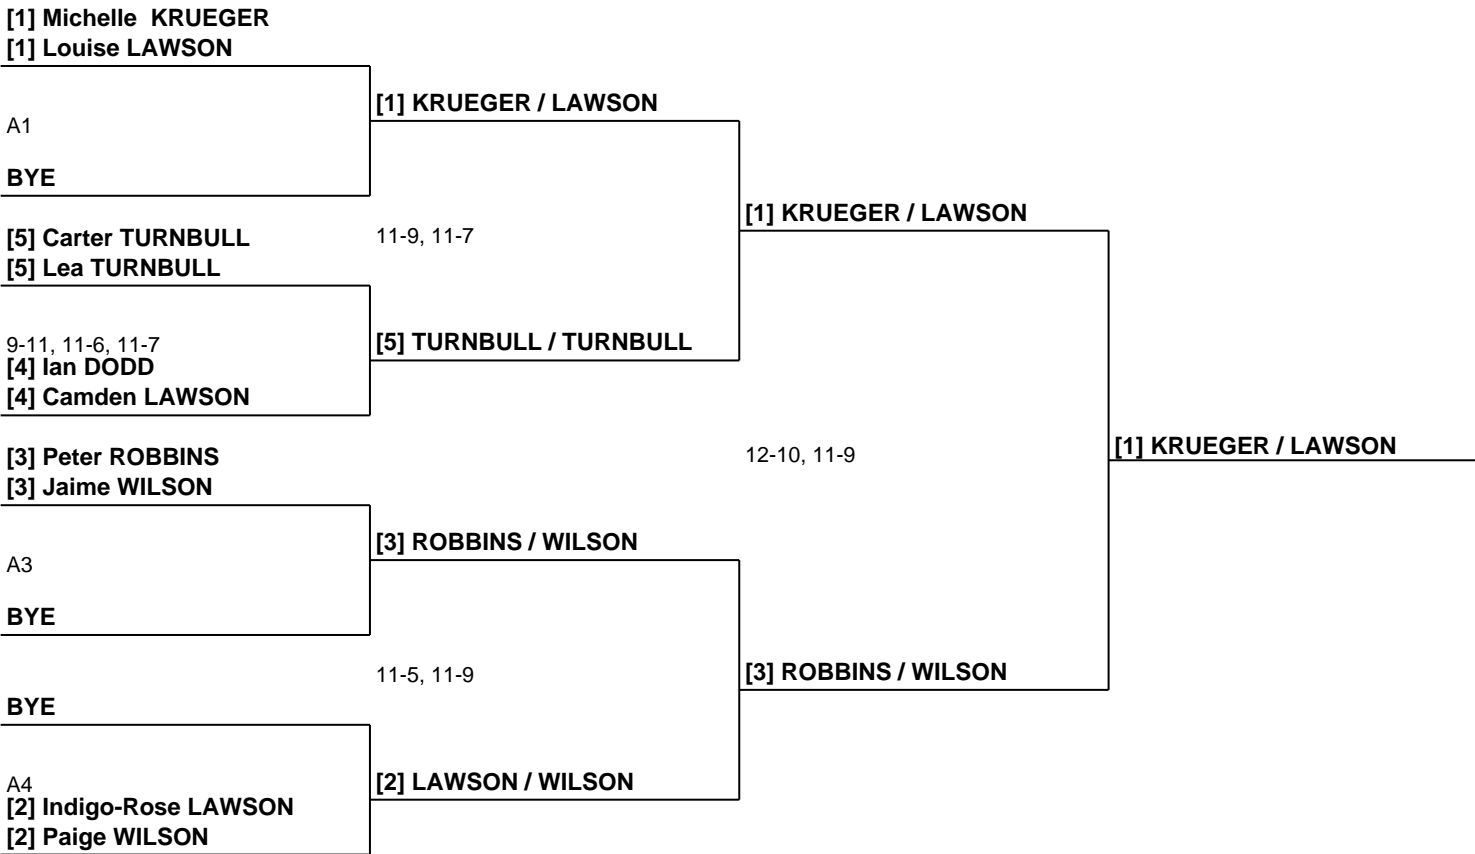 [1] Michelle  KRUEGER
[1] Louise LAWSON
[1] KRUEGER / LAWSON
A1
BYE
[1] KRUEGER / LAWSON
[5] Carter TURNBULL
11-9, 11-7
[5] Lea TURNBULL
9-11, 11-6, 11-7
[5] TURNBULL / TURNBULL
[4] Ian DODD
[4] Camden LAWSON
[1] KRUEGER / LAWSON
[3] Peter ROBBINS
12-10, 11-9
[3] Jaime WILSON
[3] ROBBINS / WILSON
A3
BYE
11-5, 11-9
[3] ROBBINS / WILSON
BYE
A4
[2] LAWSON / WILSON
[2] Indigo-Rose LAWSON
[2] Paige WILSON